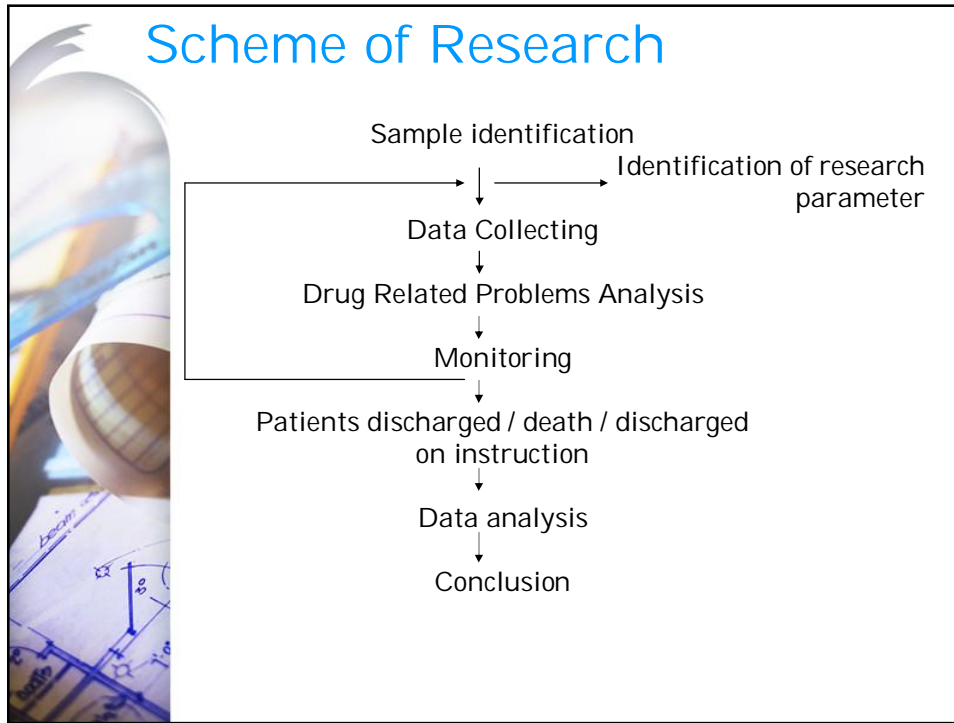 Scheme of Research
Sample identification
Identification of research
parameter
Data Collecting
Drug Related Problems Analysis
Monitoring
Patients discharged / death / discharged
on instruction
Data analysis
Conclusion
beam